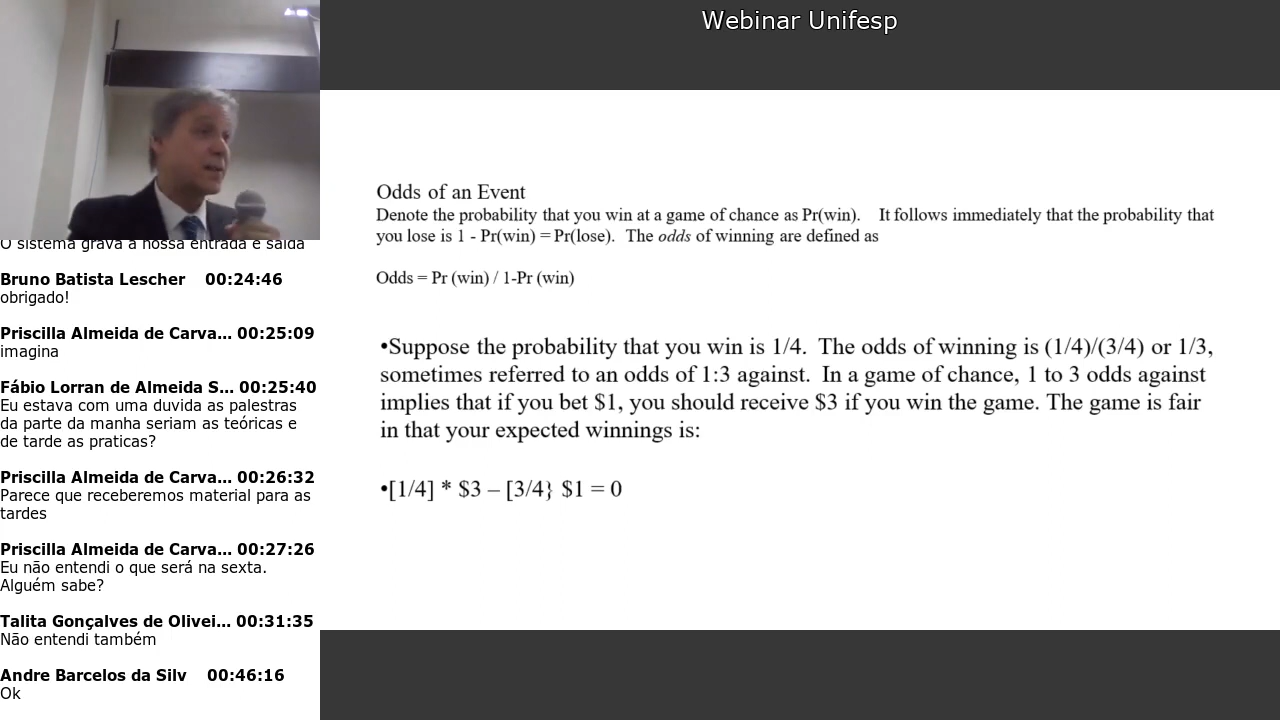 Webinar Unifesp
O sistema grava a nossa entrada e saída
Bruno Batista Lescher 00:24:46
obrigado!
Priscilla Almeida de Carva... 00:25:09
imagina
Fábio Lorran de Almeida S... 00:25:40
Eu estava com uma duvida as palestras
da parte da manha seriam as teóricas e
de tarde as praticas?
Priscilla Almeida de Carva... 00:26:32
Parece que receberemos material para as
tardes
Priscilla Almeida de Carva... 00:27:26
Eu não entendi o que será na sexta.
Alguém sabe?
Talita Gonçalves de Olivei... 00:31:35
Não entendi também
Andre Barcelos da Silv 00:46:16
Ok
Odds of an Event
Denote the probability that you win at a game of chance as Pr(win). It follows immediately that the probability that
you lose is 1 - Pr(win) = Pr(lose). The odds of winning are defined as
Odds = Pr (win) / 1-Pr (win)
•Suppose the probability that you win is 1/4. The odds of winning is (1/4)/(3/4) or 1/3,
sometimes referred to an odds of 1:3 against. In a game of chance, 1 to 3 odds against
implies that if you bet $1, you should receive $3 if you win the game. The game is fair
in that your expected winnings is:
•[1/4] * $3 – [3/4} $1 = 0